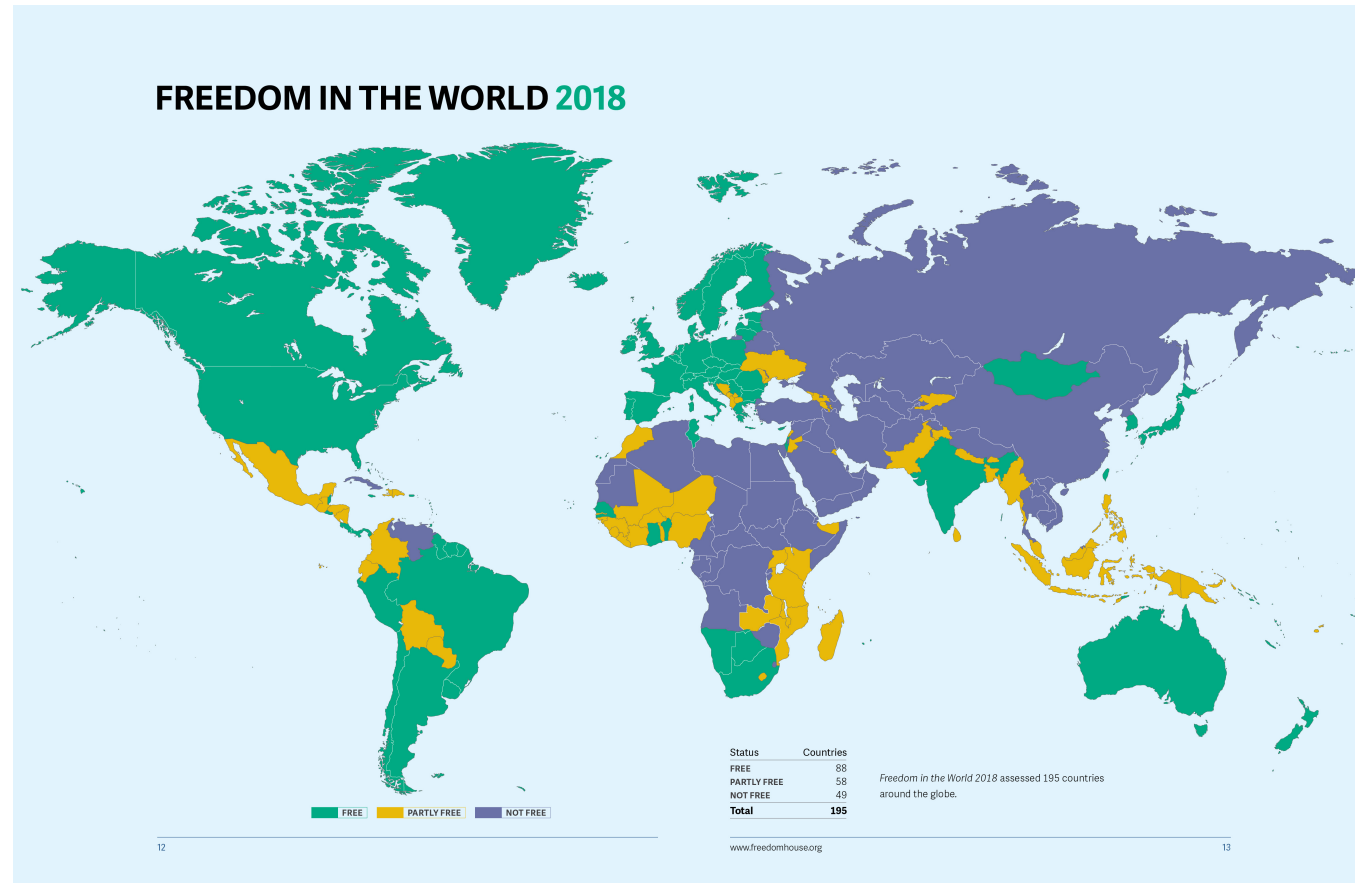 FREEDOM IN THE WORLD 2018
Status Countries
FREE 88
PARTLY FREE 58
NOT FREE 49
Total 195
Freedom in the World 2018 assessed 195 countries
around the globe.
FREE PARTLY FREE NOT FREE
12
www.freedomhouse.org
13